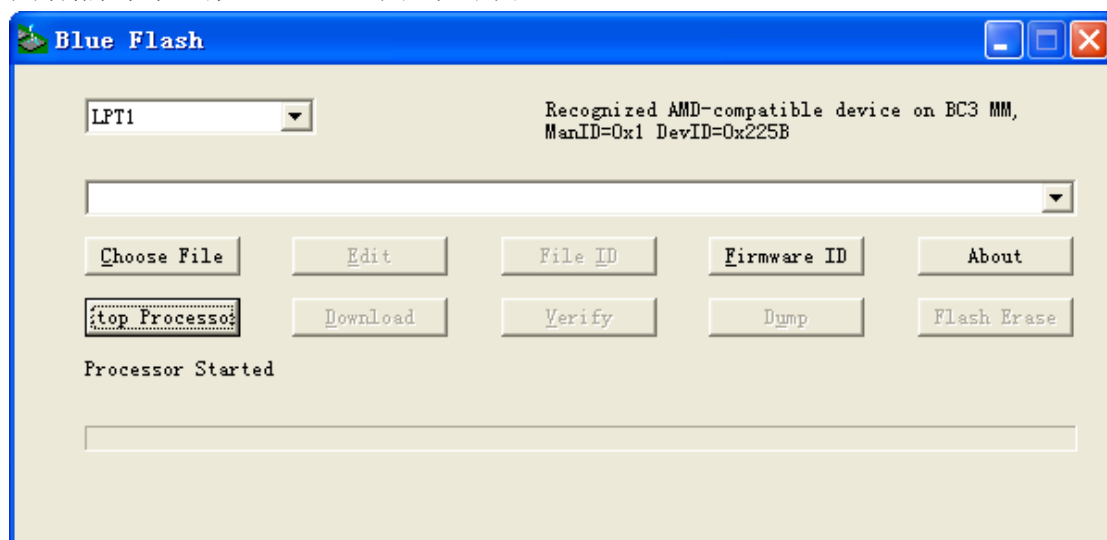 Blue Flash
LPT1
Recognized AMD-compatible device on BC3 MM,
ManID=0x1 DevID=0x225B
Choose File
Edit
File ID
Firmware ID
About
top Processo
Download
Verify
Dump
Flash Erase
Processor Started